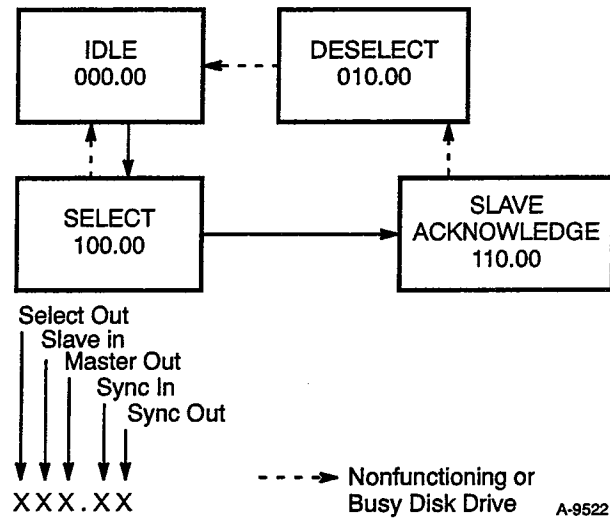 IDLE
000.00
DESELECT
010.00
SELECT
100.00
SLAVE
ACKNOWLEDGE
110.00
Select Out
Slave in
Master Out
Sync In
Sync Out
XXX.XX
Nonfunctioning or
Busy Disk Drive
A-9522